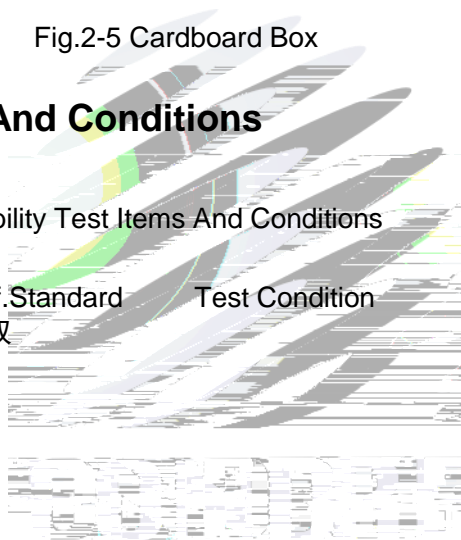 Fig.2-5 Cardboard Box
And Conditions
bility Test Items And Conditions
f.Standard Test Condition